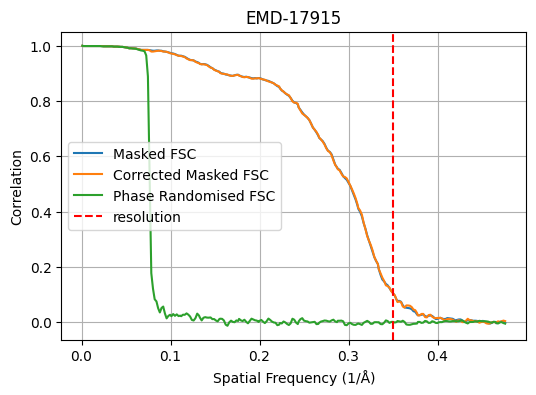 EMD-17915
1.0
0.8
0.6
0.4
0.2
0.0
Correlation
Masked FSC
Corrected Masked FSC
Phase Randomised FSC
resolution
0.0 0.1 0.2 0.3 0.4
Spatial Frequency (1/Å)